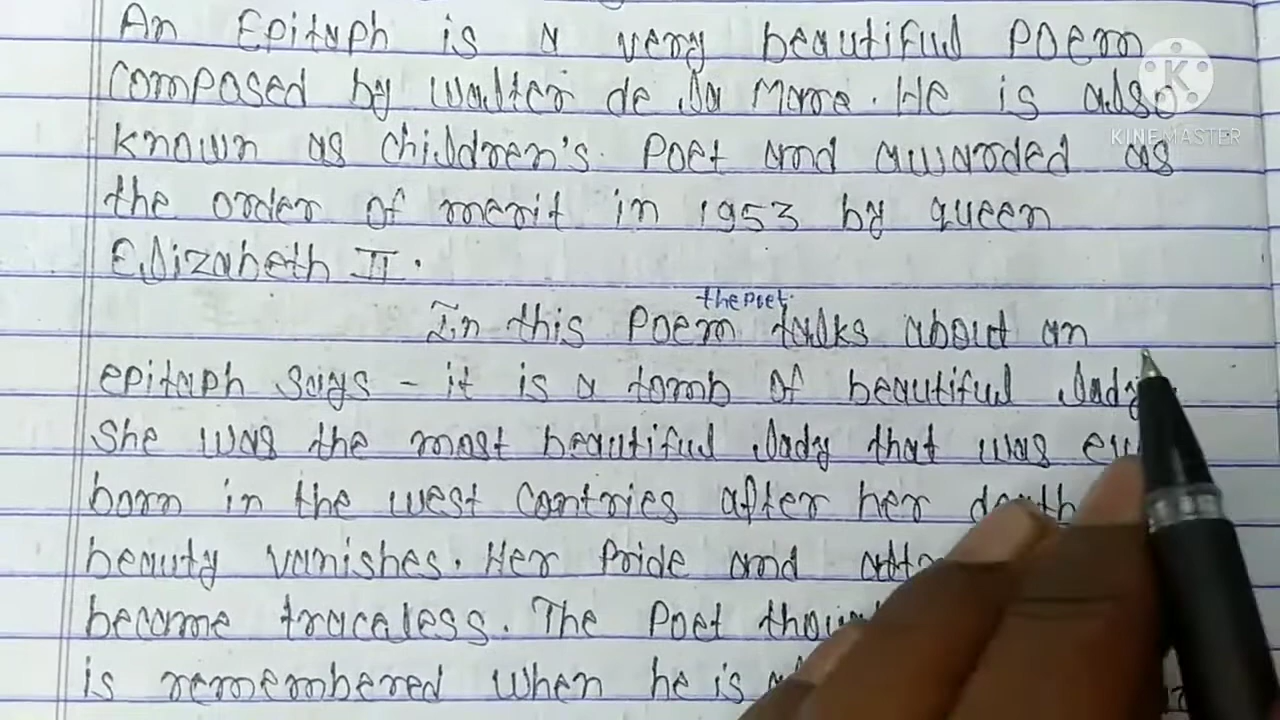 An Epitaph is a very beautiful poem
composed by Walter de la Mare. He is also
known as children's. Poet and awarded as
the order of merit in 1953 by queen
Elizabeth II.
the poet.
In this poem talks about an
epitaph says - it is a tomb of beautiful lady.
She was the most beautiful lady that was
born in the west contries after her death
beauty vanishes. Her Pride and
become traceless. The Poet
is remembered when he is
KINEMASTER